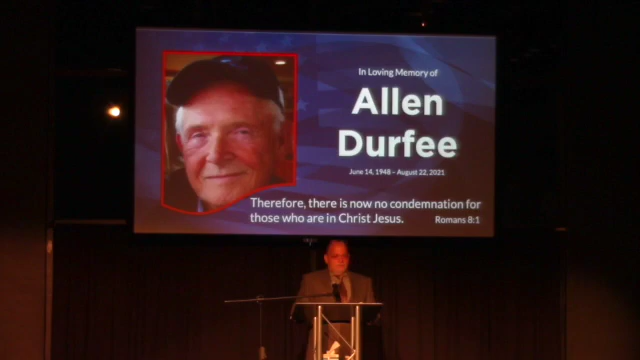 In Loving Memory of
Allen
Durfee
June 14, 1948 – August 22, 2021
Therefore, there is now no condemnation for
those who are in Christ Jesus.
Romans 8:1